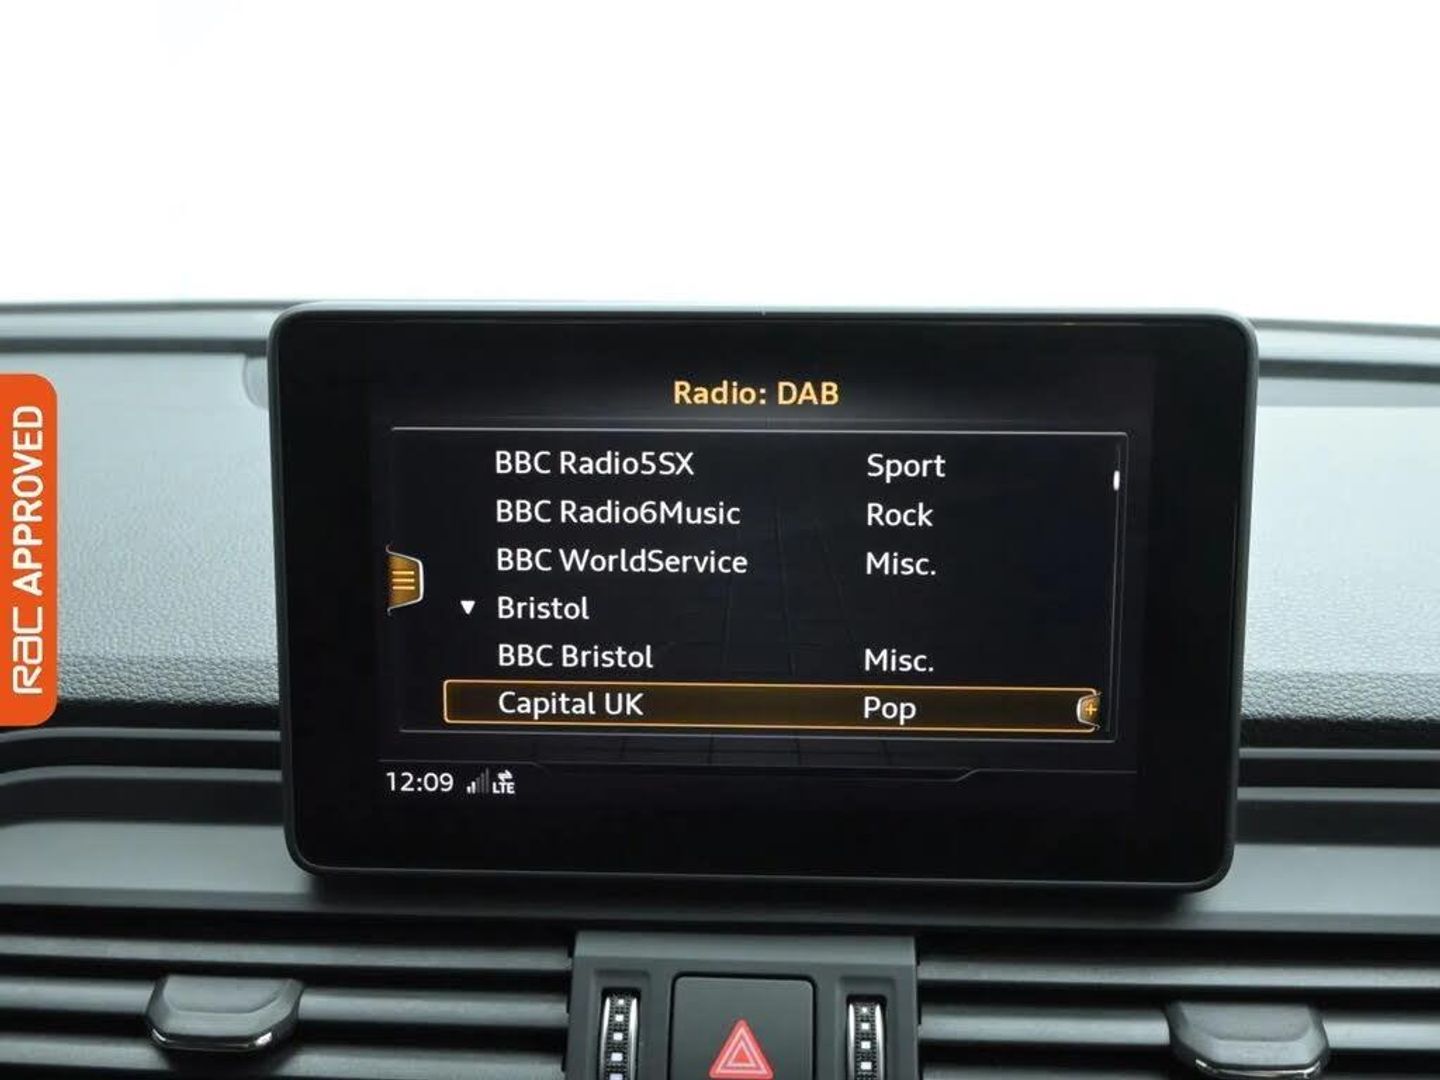 Radio: DAB
BBC Radio5SX Sport
BBC Radio6Music Rock
BBC WorldService Misc.
Bristol
BBC Bristol Misc.
Capital UK Pop
12:09 LTE
RAC APPROVED